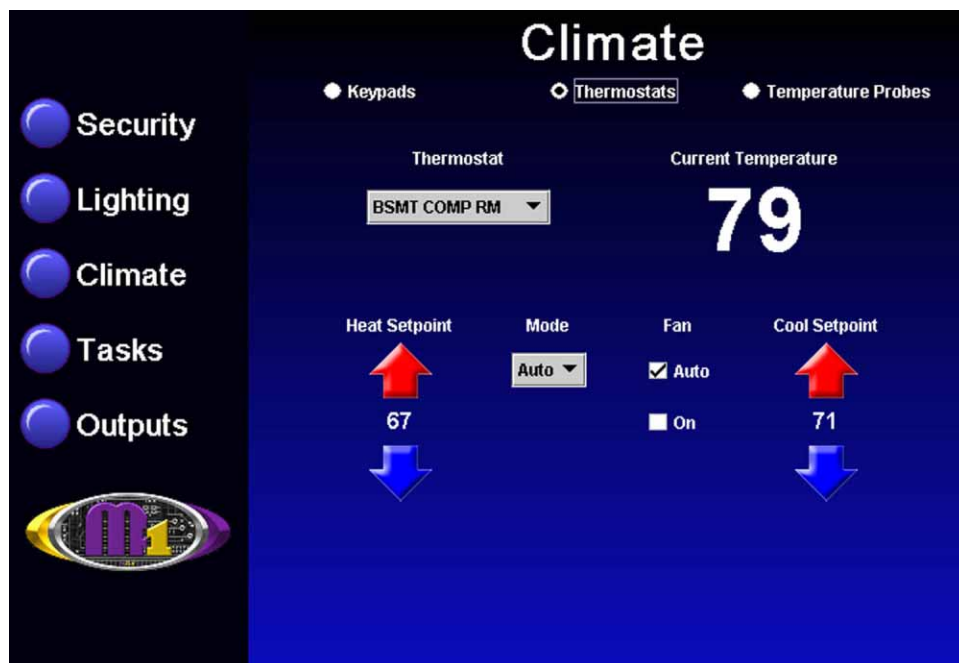 Climate
Keypads Thermostats Temperature Probes
Security
Thermostat Current Temperature
Lighting
BSMT COMP RM 79
Climate
Heat Setpoint Mode Fan Cool Setpoint
Tasks
Auto Auto
67 On 71
Outputs
M1